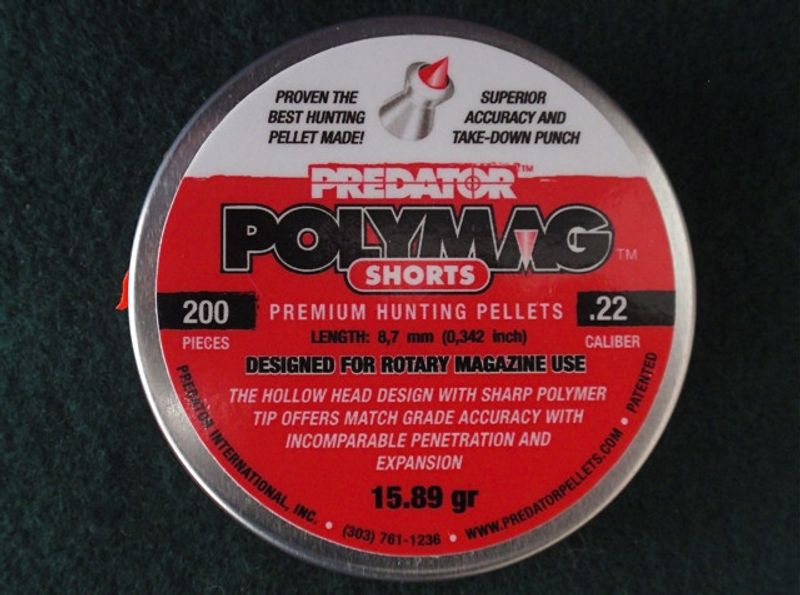 PROVEN THE
BEST HUNTING
PELLET MADE!
SUPERIOR
ACCURACY AND
TAKE-DOWN PUNCH
PREDATOR™
POLYMAG™
SHORTS
200
PIECES
PREMIUM HUNTING PELLETS
.22
CALIBER
LENGTH: 8,7 mm (0,342 inch)
DESIGNED FOR ROTARY MAGAZINE USE
THE HOLLOW HEAD DESIGN WITH SHARP POLYMER
TIP OFFERS MATCH GRADE ACCURACY WITH
INCOMPARABLE PENETRATION AND
EXPANSION
15.89 gr
PREDATOR INTERNATIONAL, INC. • (303) 761-1236 • WWW.PREDATORPELLETS.COM • PATENTED